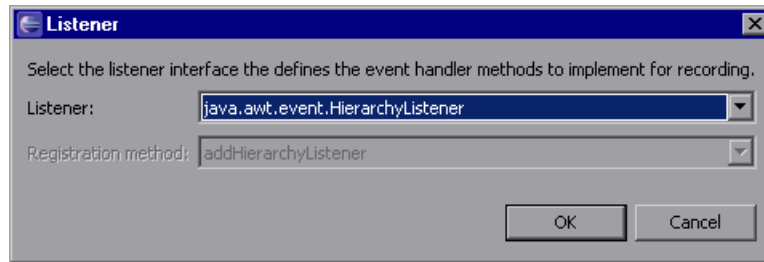 Listener
Select the listener interface the defines the event handler methods to implement for recording.
Listener: java.awt.event.HierarchyListener
Registration method: addHierarchyListener
OK Cancel